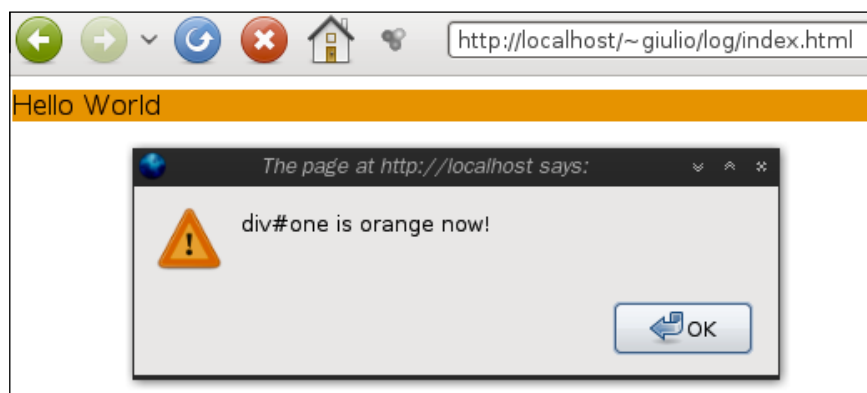 http://localhost/~giulio/log/index.html
Hello World
The page at http://localhost says:
div#one is orange now!
OK